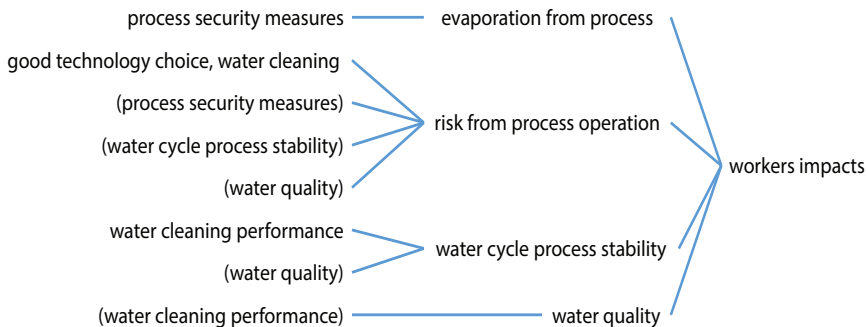 process security measures
evaporation from process
good technology choice, water cleaning
(process security measures)
risk from process operation
(water cycle process stability)
workers impacts
(water quality)
water cleaning performance
water cycle process stability
(water quality)
(water cleaning performance)
water quality